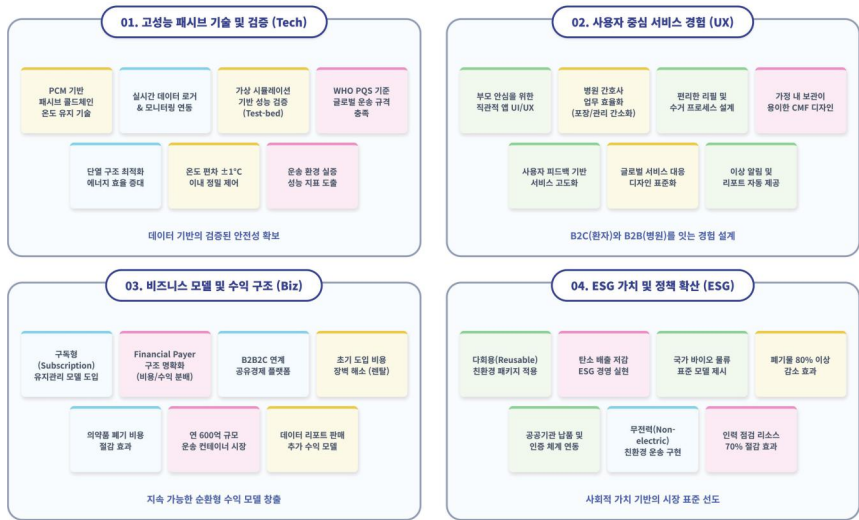 01. 고성능 패시브 기술 및 검증 (Tech)
PCM 기반
패시브 콜드체인
온도 유지 기술
실시간 데이터 로거
& 모니터링 연동
가상 시뮬레이션
기반 성능 검증
(Test-bed)
WHO PQS 기준
글로벌 운송 규격
충족
단열 구조 최적화
에너지 효율 증대
온도 편차 ±1°C
이내 정밀 제어
운송 환경 실증
성능 지표 도출
데이터 기반의 검증된 안전성 확보
02. 사용자 중심 서비스 경험 (UX)
부모 안심을 위한
직관적 앱 UI/UX
병원 간호사
업무 효율화
(포장/관리 간소화)
편리한 리필 및
수거 프로세스 설계
가정 내 보관이
용이한 CMF 디자인
사용자 피드백 기반
서비스 고도화
글로벌 서비스 대응
디자인 표준화
이상 알림 및
리포트 자동 제공
B2C(환자)와 B2B(병원)를 잇는 경험 설계
03. 비즈니스 모델 및 수익 구조 (Biz)
구독형
(Subscription)
유지관리 모델 도입
Financial Payer
구조 명확화
(비용/수익 분배)
B2B2C 연계
공유경제 플랫폼
초기 도입 비용
장벽 해소 (렌탈)
의약품 폐기 비용
절감 효과
연 600억 규모
운송 컨테이너 시장
데이터 리포트 판매
추가 수익 모델
지속 가능한 순환형 수익 모델 창출
04. ESG 가치 및 정책 확산 (ESG)
다회용(Reusable)
친환경 패키지 적용
탄소 배출 저감
ESG 경영 실현
국가 바이오 물류
표준 모델 제시
폐기물 80% 이상
감소 효과
공공기관 납품 및
인증 체계 연동
무전력(Non-
electric)
친환경 운송 구현
인력 점검 리소스
70% 절감 효과
사회적 가치 기반의 시장 표준 선도